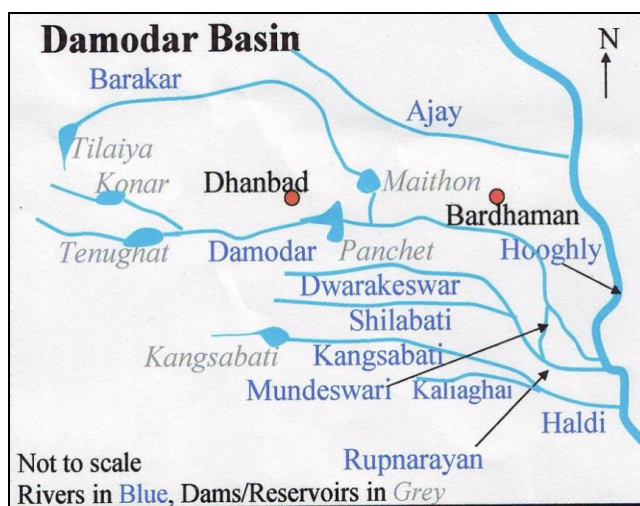 Damodar Basin
N
Barakar
Ajay
Tilaiya
Konar
Dhanbad
Maithon
Bardhaman
Tenughat
Damodar
Panchet
Hooghly
Dwarakeswar
Shilabati
Kangsabati
Kangsabati
Mundeswari
Kaliaghai
Haldi
Rupnarayan
Not to scale
Rivers in Blue, Dams/Reservoirs in Grey